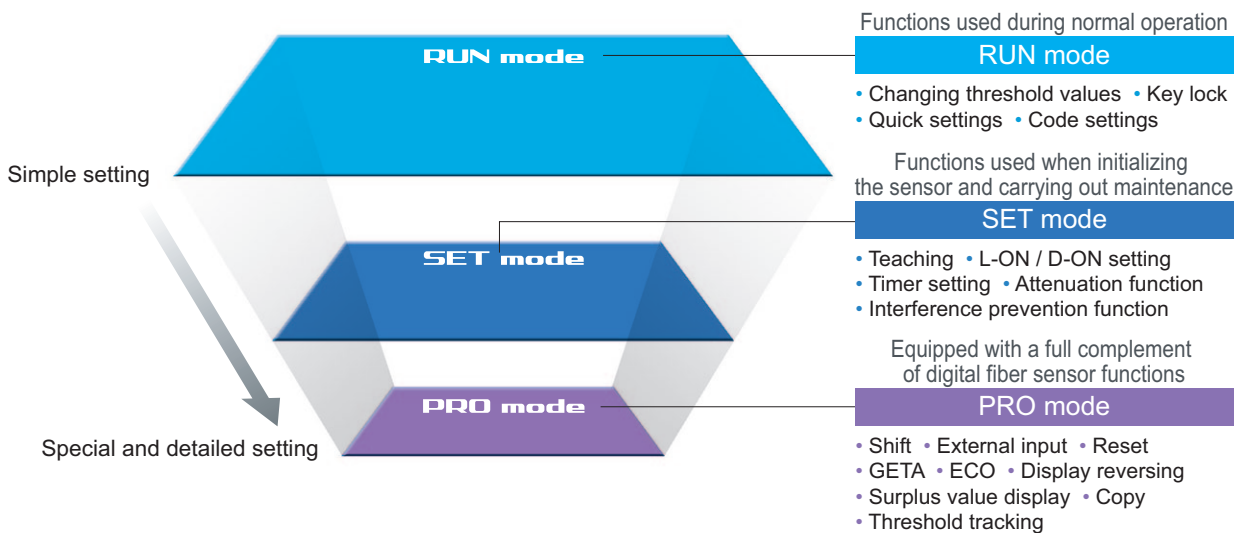 Functions used during normal operation
RUN mode
RUN mode
• Changing threshold values • Key lock
• Quick settings • Code settings
Simple setting
Functions used when initializing
the sensor and carrying out maintenance
SET mode
SET mode
• Teaching • L-ON / D-ON setting
• Timer setting • Attenuation function
• Interference prevention function
Equipped with a full complement
of digital fiber sensor functions
PRO mode
PRO mode
Special and detailed setting
• Shift • External input • Reset
• GETA • ECO • Display reversing
• Surplus value display • Copy
• Threshold tracking